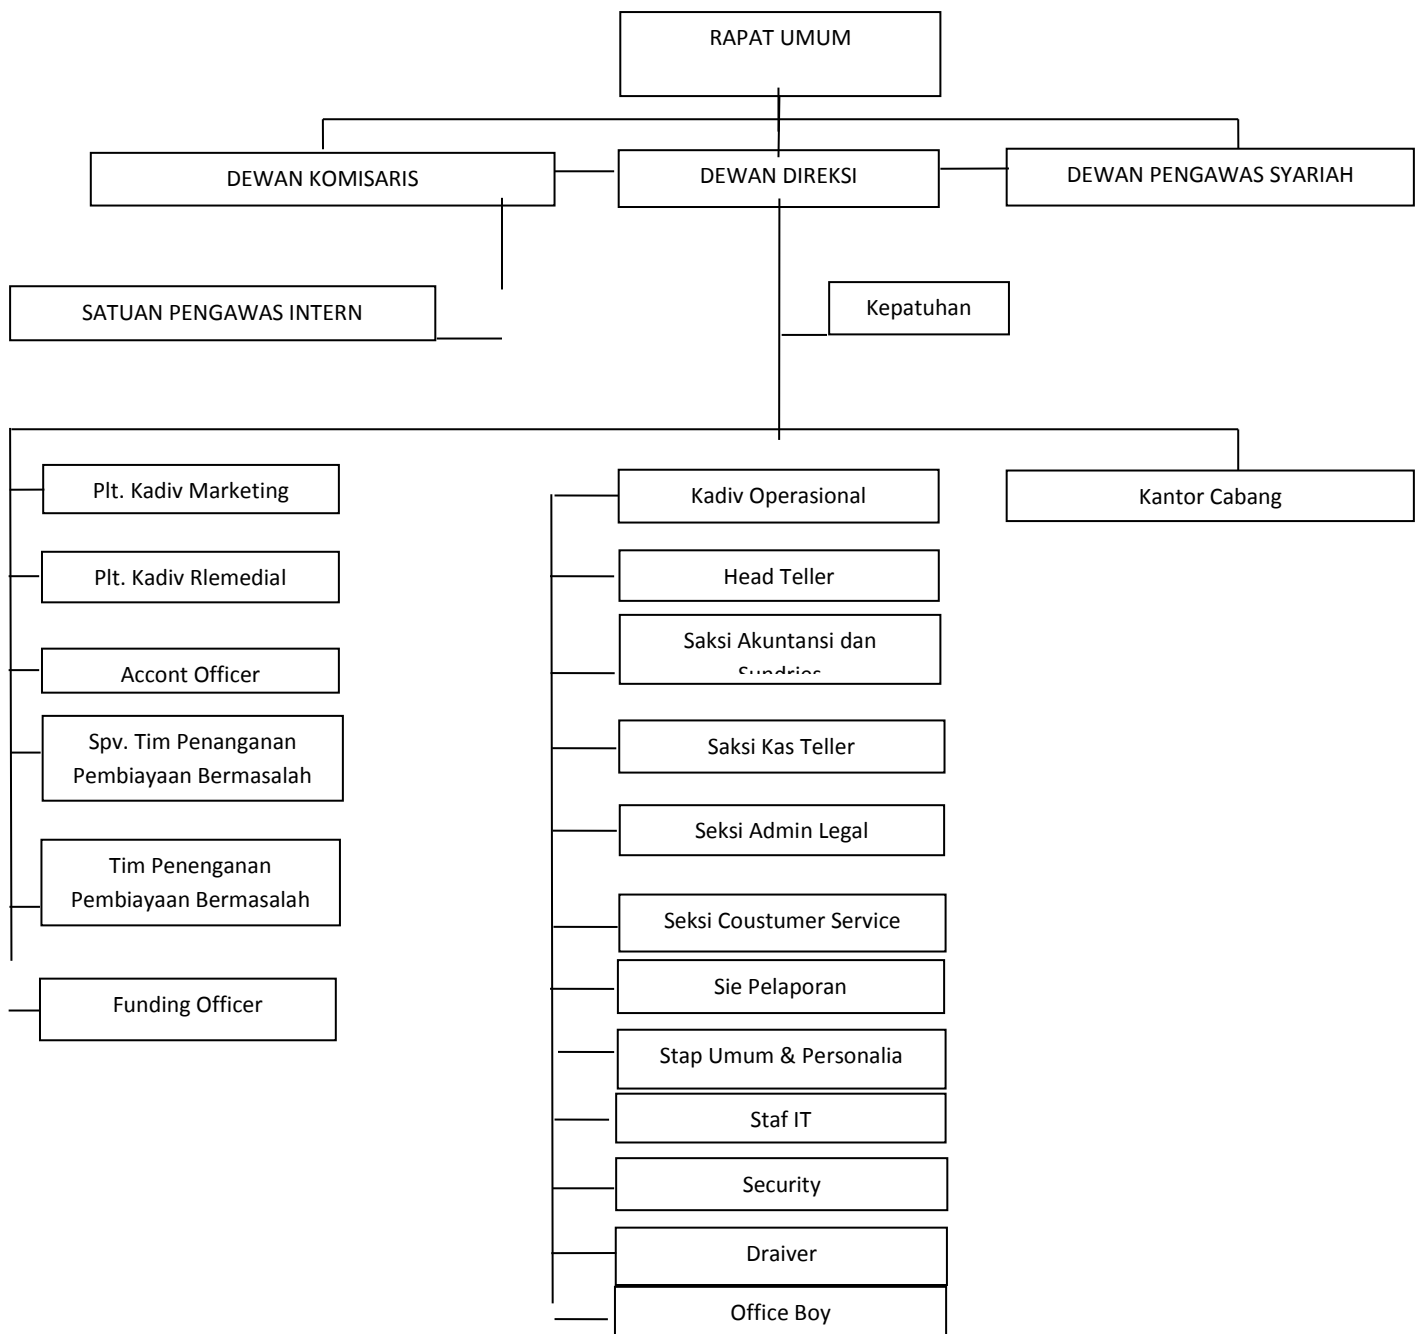 RAPAT UMUM
DEWAN KOMISARIS
DEWAN DIREKSI
DEWAN PENGAWAS SYARIAH
SATUAN PENGAWAS INTERN
Kepatuhan
Plt. Kadiv Marketing
Plt. Kadiv Rlemedial
Accont Officer
Spv. Tim Penanganan
Pembiayaan Bermasalah
Tim Penenganan
Pembiayaan Bermasalah
Funding Officer
Kadiv Operasional
Head Teller
Saksi Akuntansi dan
Sundries
Saksi Kas Teller
Seksi Admin Legal
Seksi Coustumer Service
Sie Pelaporan
Stap Umum & Personalia
Staf IT
Security
Draiver
Office Boy
Kantor Cabang